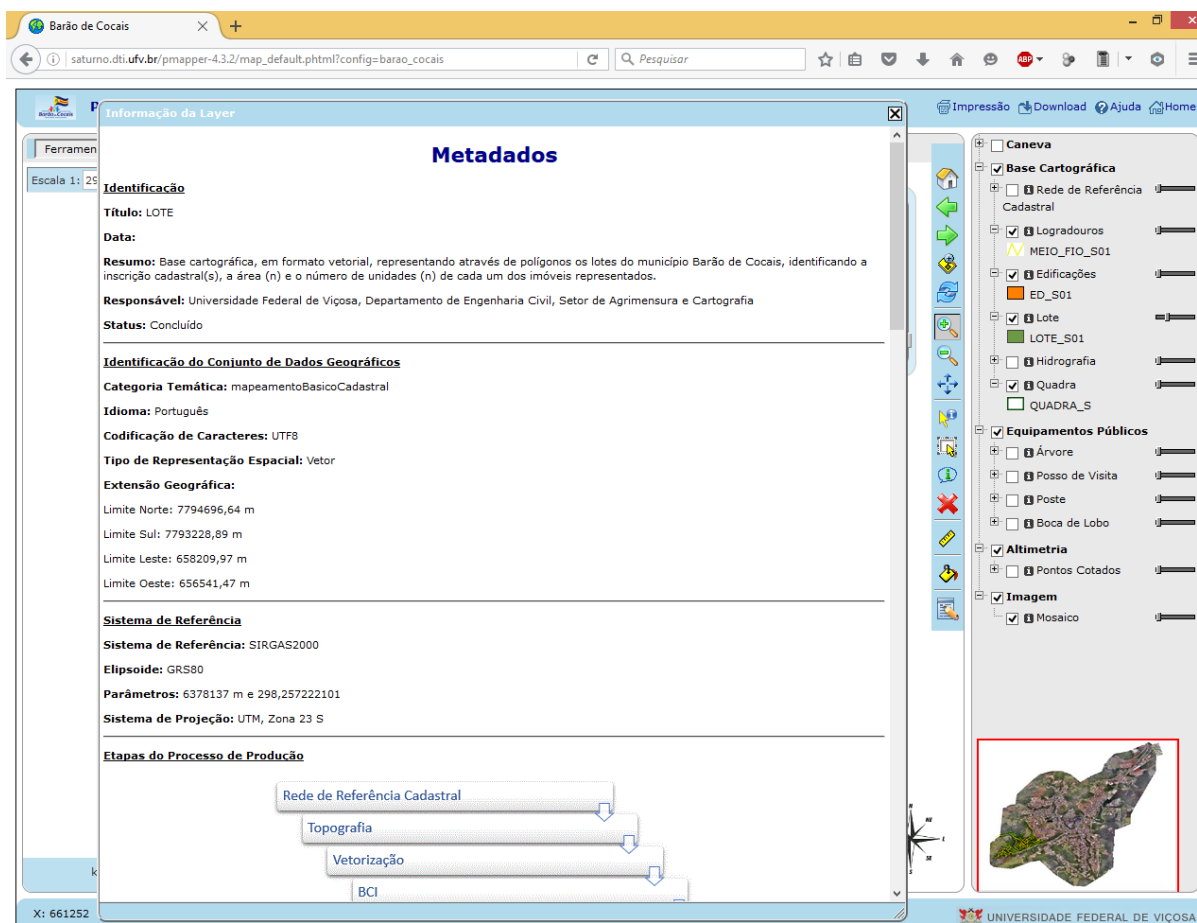 Barão de Cocais
saturno.dti.ufv.br/pmapper-4.3.2/map_default.phtml?config=barao_cocais
Pesquisar
ABP
Barão de Cocais
Informação da Layer
Impressão Download Ajuda Home
Ferramen
Escala 1: 29
Metadados
Identificação
Título: LOTE
Data:
Resumo: Base cartográfica, em formato vetorial, representando através de polígonos os lotes do município Barão de Cocais, identificando a
inscrição cadastral(s), a área (n) e o número de unidades (n) de cada um dos imóveis representados.
Responsável: Universidade Federal de Viçosa, Departamento de Engenharia Civil, Setor de Agrimensura e Cartografia
Status: Concluído
Identificação do Conjunto de Dados Geográficos
Categoria Temática: mapeamentoBasicoCadastral
Idioma: Português
Codificação de Caracteres: UTF8
Tipo de Representação Espacial: Vetor
Extensão Geográfica:
Limite Norte: 7794696,64 m
Limite Sul: 7793228,89 m
Limite Leste: 658209,97 m
Limite Oeste: 656541,47 m
Sistema de Referência
Sistema de Referência: SIRGAS2000
Elipsoide: GRS80
Parâmetros: 6378137 m e 298,257222101
Sistema de Projeção: UTM, Zona 23 S
Etapas do Processo de Produção
Rede de Referência Cadastral
Topografia
Vetorização
BCI
Caneva
Base Cartográfica
Rede de Referência
Cadastral
Logradouros
MEIO_FIO_S01
Edificações
ED_S01
Lote
LOTE_S01
Hidrografia
Quadra
QUADRA_S
Equipamentos Públicos
Árvore
Posso de Visita
Poste
Boca de Lobo
Altimetria
Pontos Cotados
Imagem
Mosaico
X: 661252
UNIVERSIDADE FEDERAL DE VIÇOSA